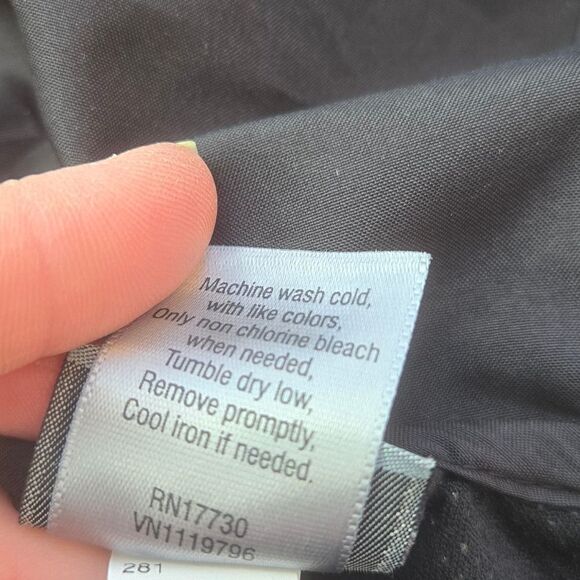 Machine wash cold,
with like colors,
Only non chlorine bleach
when needed,
Tumble dry low,
Remove promptly,
Cool iron if needed.
RN17730
VN1119796
281